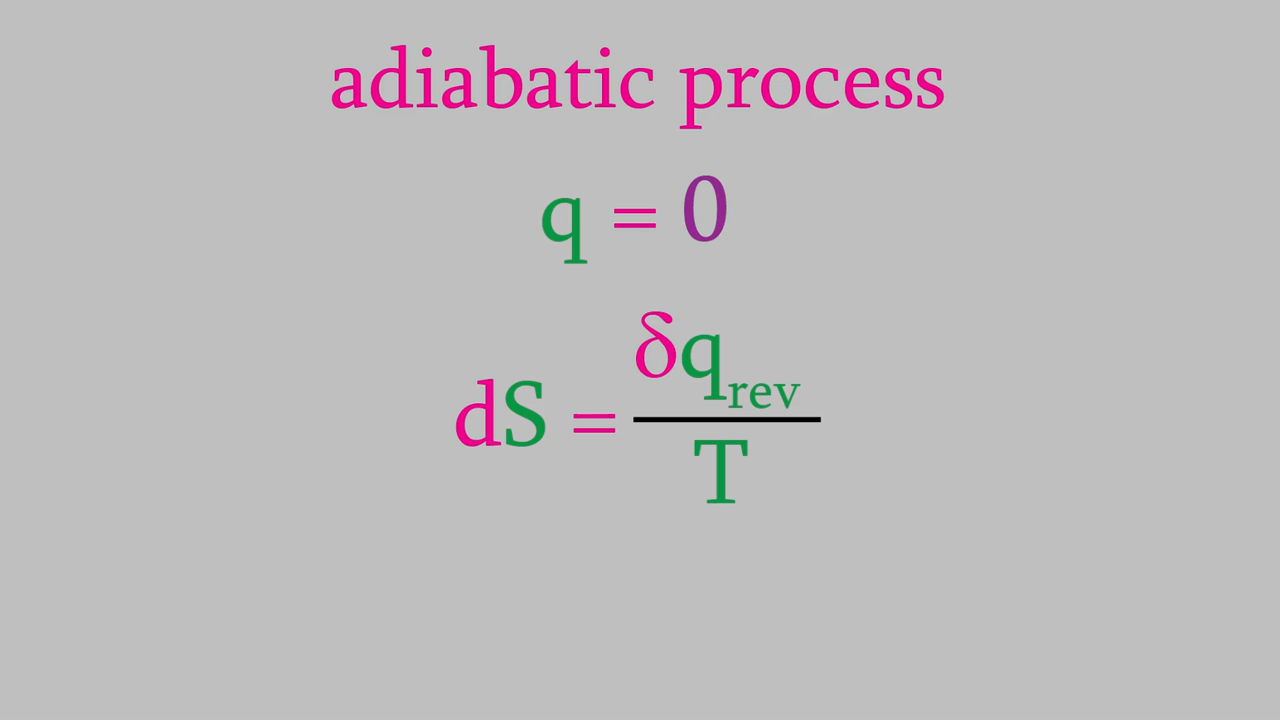 adiabatic process
q = 0
dS = δq_rev / T